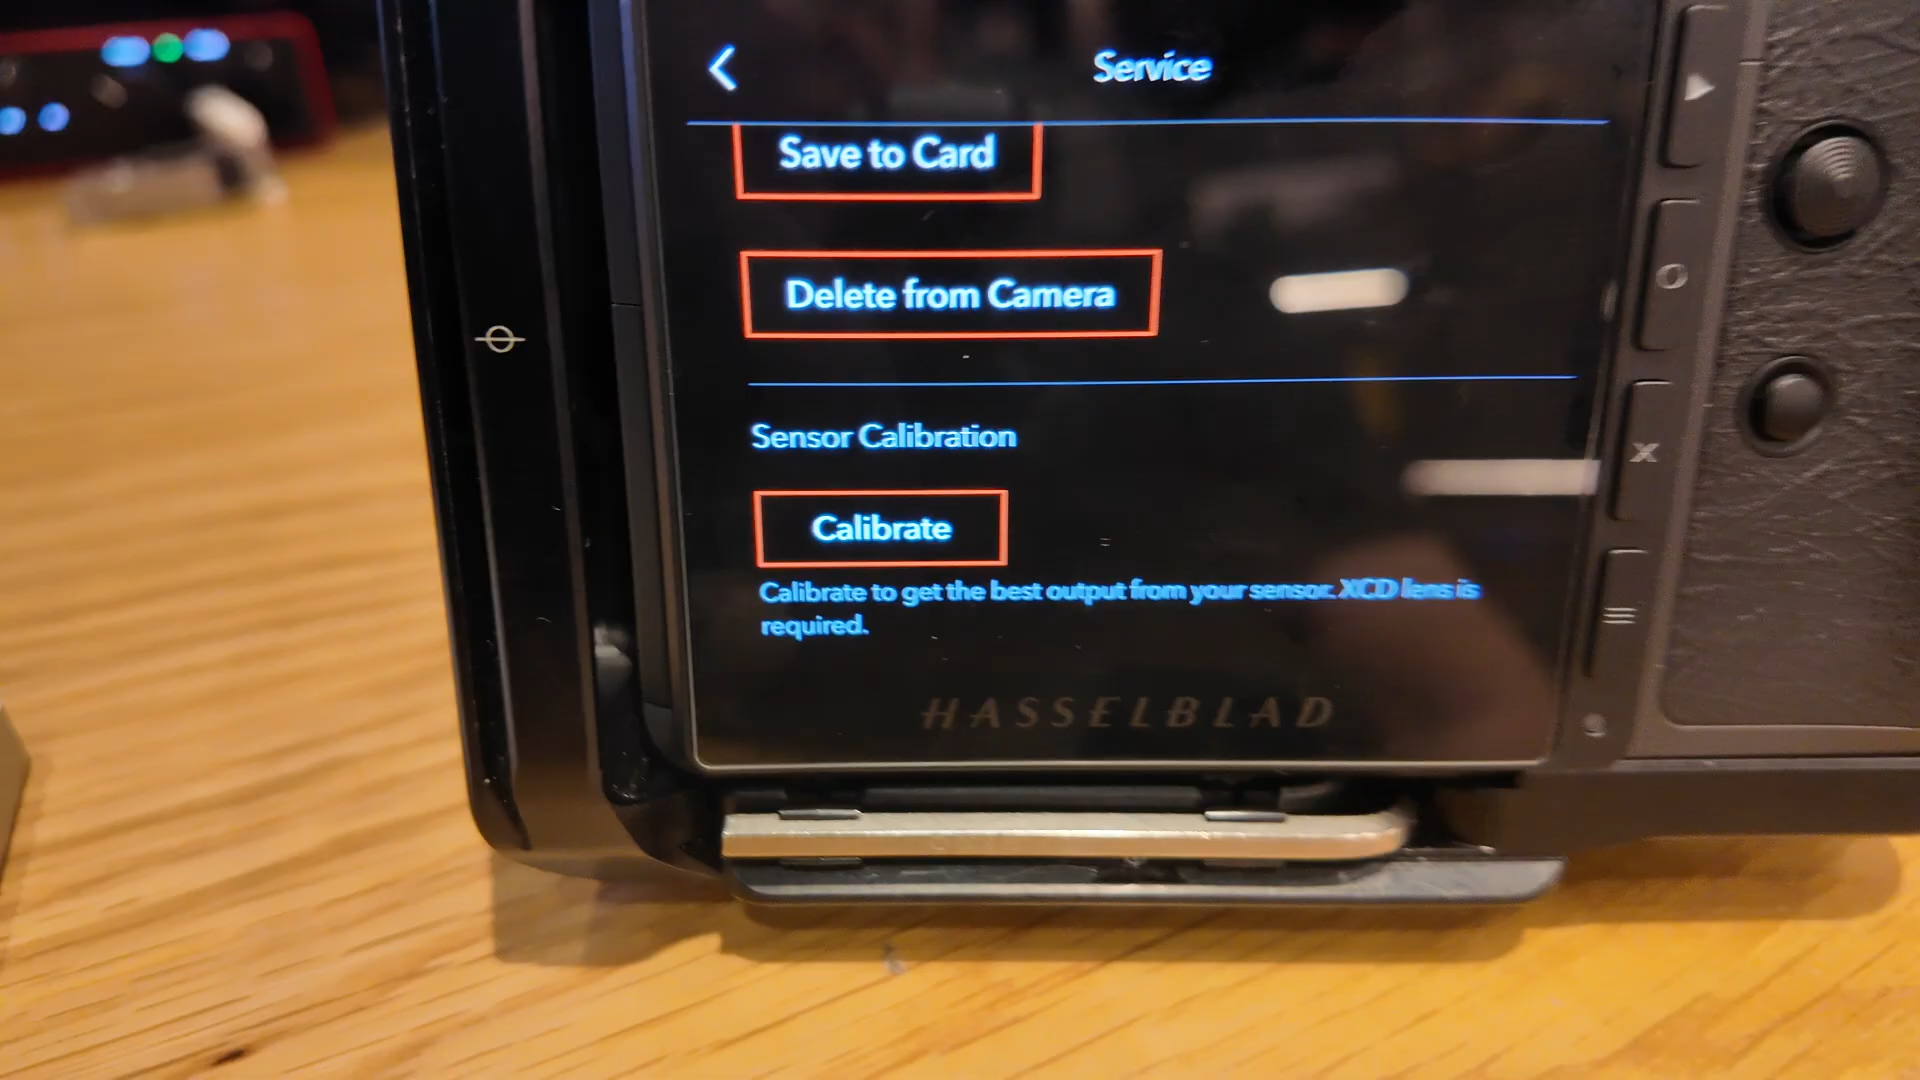 Service
Save to Card
Delete from Camera
Sensor Calibration
Calibrate
Calibrate to get the best output from your sensor. XCD lens is
required.
HASSELBLAD